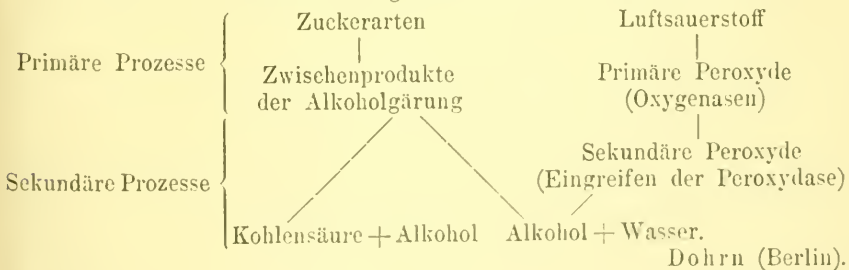 Zuckerarten Luftsauerstoff
Primäre Prozesse
Zwischenprodukte Primäre Peroxyde
der Alkoholgärung (Oxygenasen)
Sekundäre Peroxyde
Sekundäre Prozesse (Eingreifen der Peroxydase)
Kohlensäure + Alkohol Alkohol + Wasser.
Dohrn (Berlin).